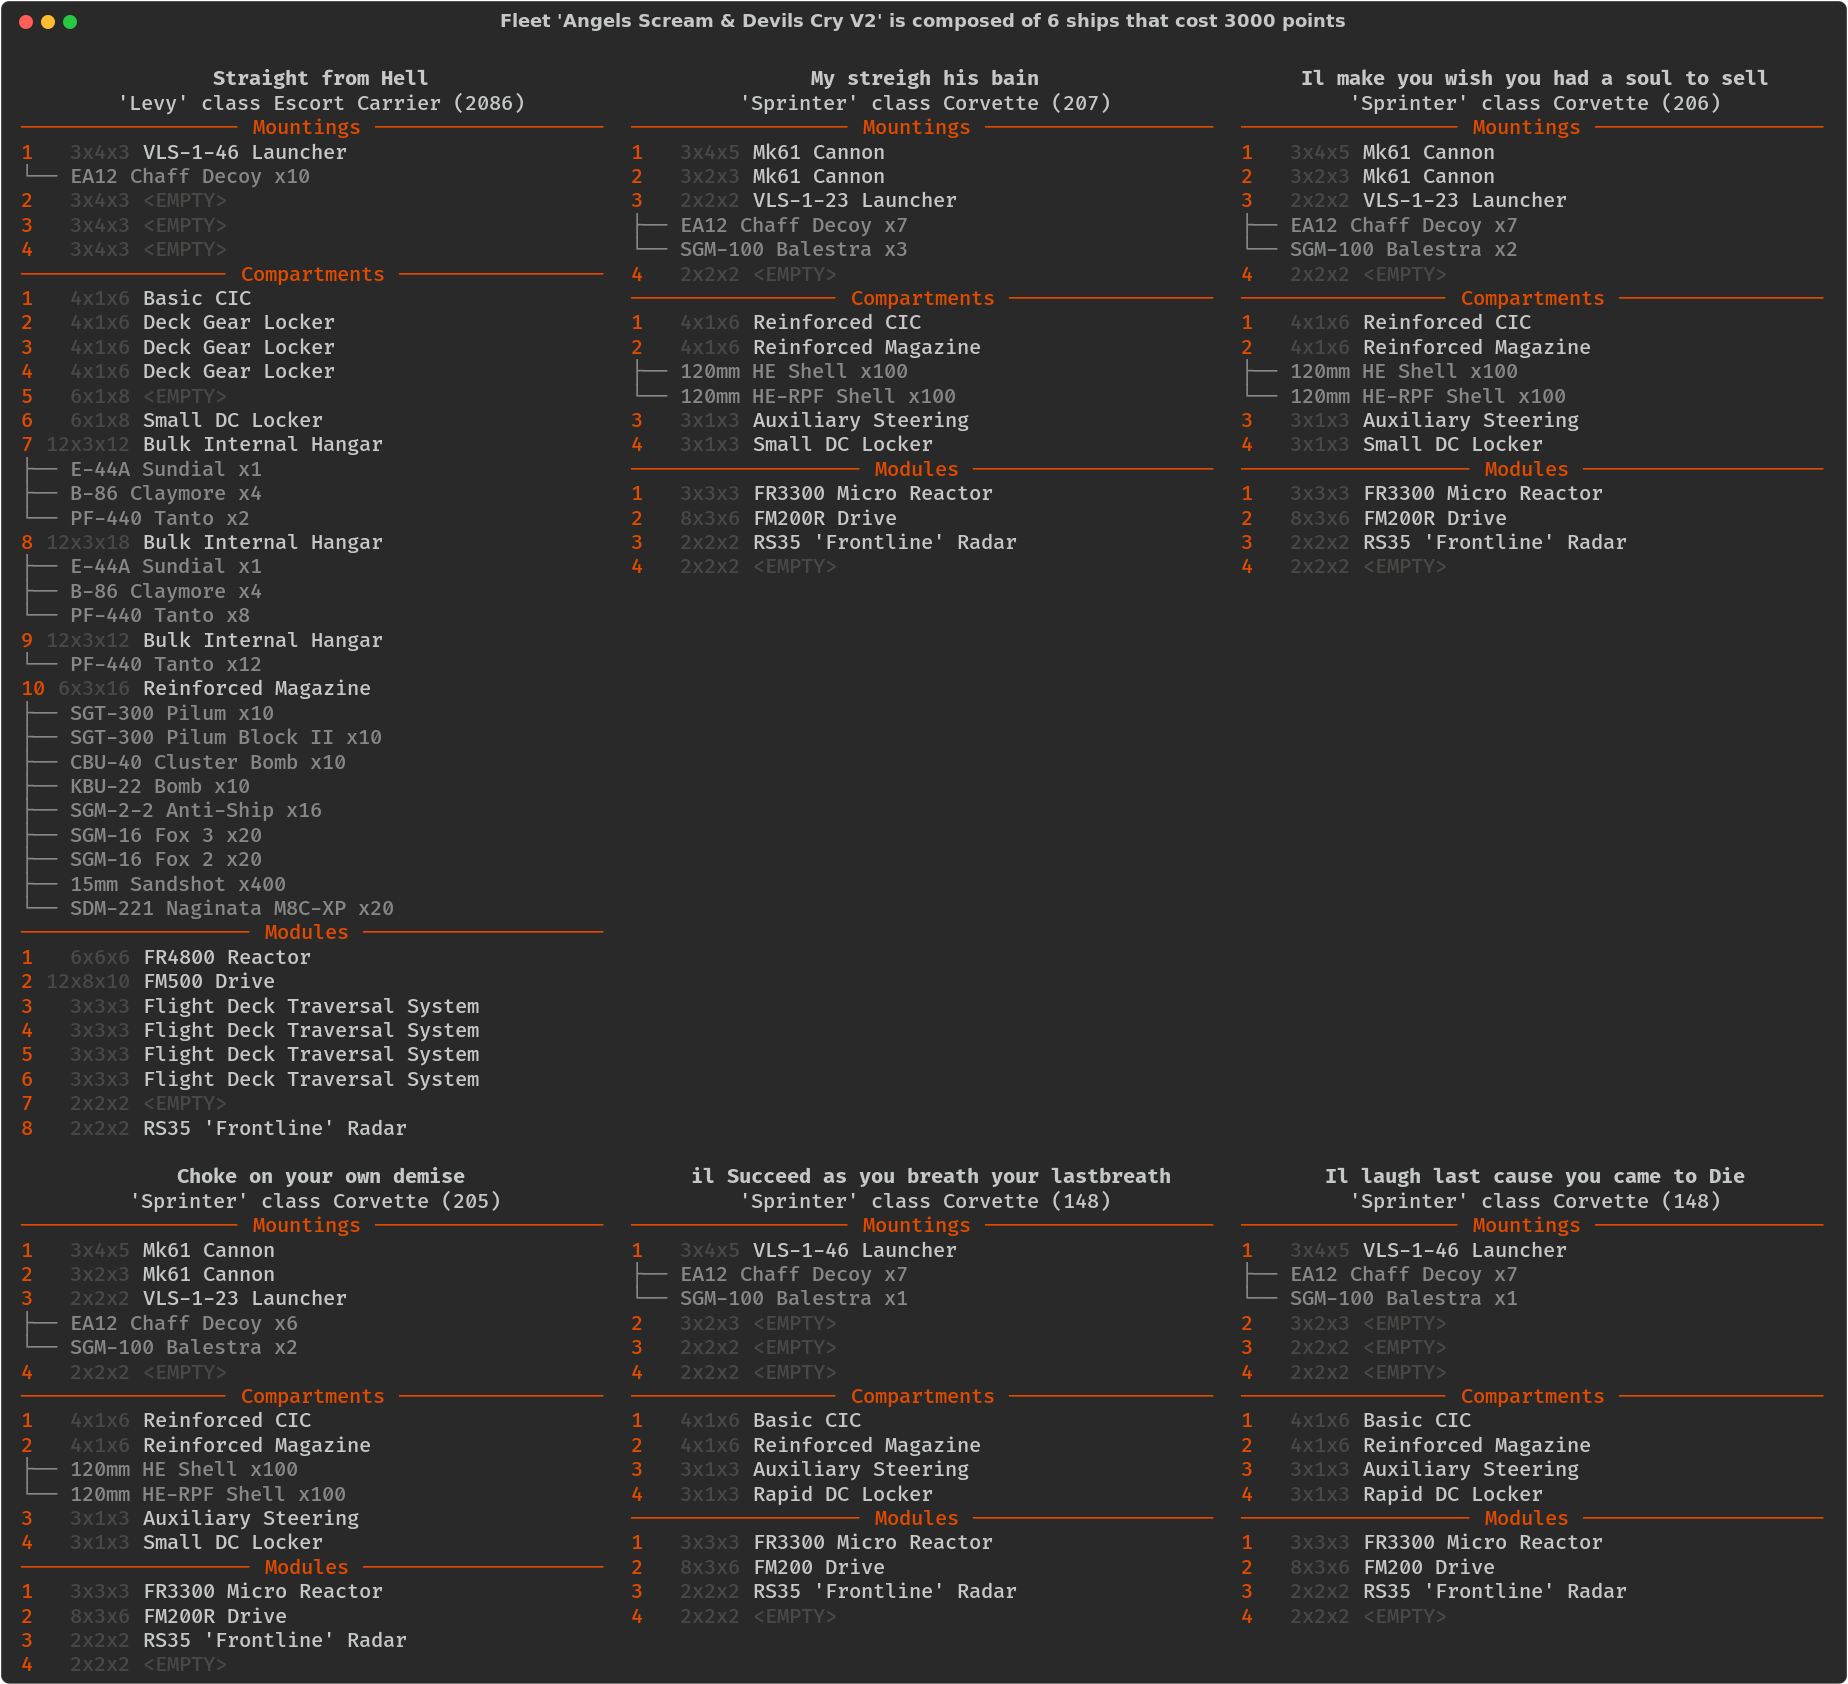 Fleet 'Angels Scream & Devils Cry V2' is composed of 6 ships that cost 3000 points
Straight from Hell
'Levy' class Escort Carrier (2086)
Mountings
1 3x4x3 VLS-1-46 Launcher
EA12 Chaff Decoy x10
2 3x4x3 <EMPTY>
3 3x4x3 <EMPTY>
4 3x4x3 <EMPTY>
Compartments
1 4x1x6 Basic CIC
2 4x1x6 Deck Gear Locker
3 4x1x6 Deck Gear Locker
4 4x1x6 Deck Gear Locker
5 6x1x8 <EMPTY>
6 6x1x8 Small DC Locker
7 12x3x12 Bulk Internal Hangar
E-44A Sundial x1
B-86 Claymore x4
PF-440 Tanto x2
8 12x3x18 Bulk Internal Hangar
E-44A Sundial x1
B-86 Claymore x4
PF-440 Tanto x8
9 12x3x12 Bulk Internal Hangar
PF-440 Tanto x12
10 6x3x16 Reinforced Magazine
SGT-300 Pilum x10
SGT-300 Pilum Block II x10
CBU-40 Cluster Bomb x10
KBU-22 Bomb x10
SGM-2-2 Anti-Ship x16
SGM-16 Fox 3 x20
SGM-16 Fox 2 x20
15mm Sandshot x400
SDM-221 Naginata M8C-XP x20
Modules
1 6x6x6 FR4800 Reactor
2 12x8x10 FM500 Drive
3 3x3x3 Flight Deck Traversal System
4 3x3x3 Flight Deck Traversal System
5 3x3x3 Flight Deck Traversal System
6 3x3x3 Flight Deck Traversal System
7 2x2x2 <EMPTY>
8 2x2x2 RS35 'Frontline' Radar
My streigh his bain
'Sprinter' class Corvette (207)
Mountings
1 3x4x5 Mk61 Cannon
2 3x2x3 Mk61 Cannon
3 2x2x2 VLS-1-23 Launcher
EA12 Chaff Decoy x7
SGM-100 Balestra x3
4 2x2x2 <EMPTY>
Compartments
1 4x1x6 Reinforced CIC
2 4x1x6 Reinforced Magazine
120mm HE Shell x100
120mm HE-RPF Shell x100
3 3x1x3 Auxiliary Steering
4 3x1x3 Small DC Locker
Modules
1 3x3x3 FR3300 Micro Reactor
2 8x3x6 FM200R Drive
3 2x2x2 RS35 'Frontline' Radar
4 2x2x2 <EMPTY>
Il make you wish you had a soul to sell
'Sprinter' class Corvette (206)
Mountings
1 3x4x5 Mk61 Cannon
2 3x2x3 Mk61 Cannon
3 2x2x2 VLS-1-23 Launcher
EA12 Chaff Decoy x7
SGM-100 Balestra x2
4 2x2x2 <EMPTY>
Compartments
1 4x1x6 Reinforced CIC
2 4x1x6 Reinforced Magazine
120mm HE Shell x100
120mm HE-RPF Shell x100
3 3x1x3 Auxiliary Steering
4 3x1x3 Small DC Locker
Modules
1 3x3x3 FR3300 Micro Reactor
2 8x3x6 FM200R Drive
3 2x2x2 RS35 'Frontline' Radar
4 2x2x2 <EMPTY>
Choke on your own demise
'Sprinter' class Corvette (205)
Mountings
1 3x4x5 Mk61 Cannon
2 3x2x3 Mk61 Cannon
3 2x2x2 VLS-1-23 Launcher
EA12 Chaff Decoy x6
SGM-100 Balestra x2
4 2x2x2 <EMPTY>
Compartments
1 4x1x6 Reinforced CIC
2 4x1x6 Reinforced Magazine
120mm HE Shell x100
120mm HE-RPF Shell x100
3 3x1x3 Auxiliary Steering
4 3x1x3 Small DC Locker
Modules
1 3x3x3 FR3300 Micro Reactor
2 8x3x6 FM200R Drive
3 2x2x2 RS35 'Frontline' Radar
4 2x2x2 <EMPTY>
il Succeed as you breath your lastbreath
'Sprinter' class Corvette (148)
Mountings
1 3x4x5 VLS-1-46 Launcher
EA12 Chaff Decoy x7
SGM-100 Balestra x1
2 3x2x3 <EMPTY>
3 2x2x2 <EMPTY>
4 2x2x2 <EMPTY>
Compartments
1 4x1x6 Basic CIC
2 4x1x6 Reinforced Magazine
3 3x1x3 Auxiliary Steering
4 3x1x3 Rapid DC Locker
Modules
1 3x3x3 FR3300 Micro Reactor
2 8x3x6 FM200 Drive
3 2x2x2 RS35 'Frontline' Radar
4 2x2x2 <EMPTY>
Il laugh last cause you came to Die
'Sprinter' class Corvette (148)
Mountings
1 3x4x5 VLS-1-46 Launcher
EA12 Chaff Decoy x7
SGM-100 Balestra x1
2 3x2x3 <EMPTY>
3 2x2x2 <EMPTY>
4 2x2x2 <EMPTY>
Compartments
1 4x1x6 Basic CIC
2 4x1x6 Reinforced Magazine
3 3x1x3 Auxiliary Steering
4 3x1x3 Rapid DC Locker
Modules
1 3x3x3 FR3300 Micro Reactor
2 8x3x6 FM200 Drive
3 2x2x2 RS35 'Frontline' Radar
4 2x2x2 <EMPTY>